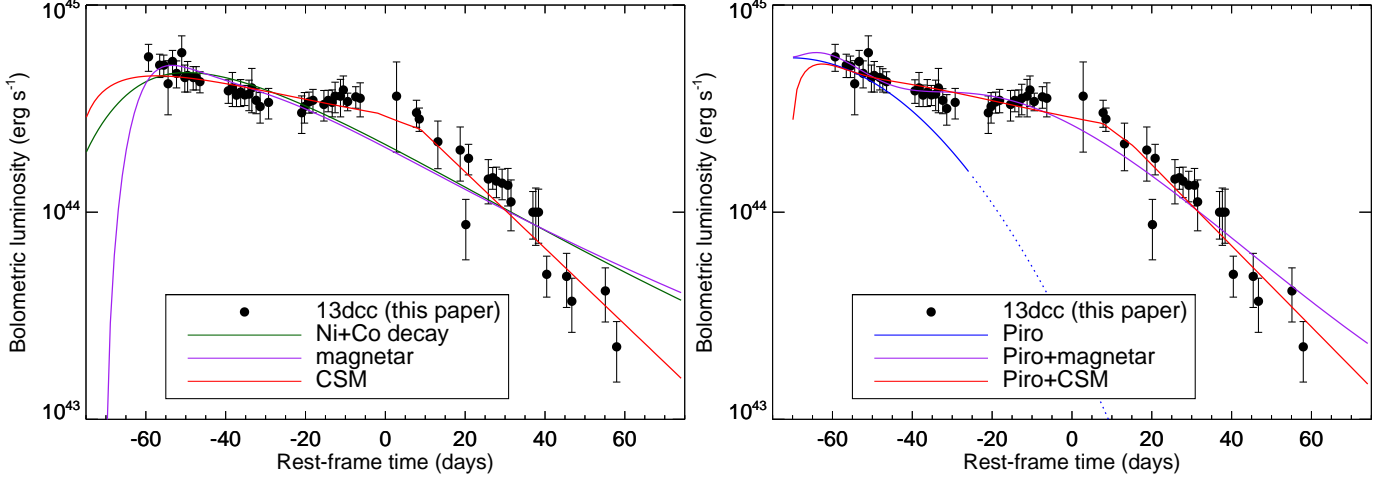 10^45
10^44
10^43
Bolometric luminosity (erg s^-1)
13dcc (this paper)
Ni+Co decay
magnetar
CSM
-60 -40 -20 0 20 40 60
Rest-frame time (days)
10^45
10^44
10^43
Bolometric luminosity (erg s^-1)
13dcc (this paper)
Piro
Piro+magnetar
Piro+CSM
-60 -40 -20 0 20 40 60
Rest-frame time (days)